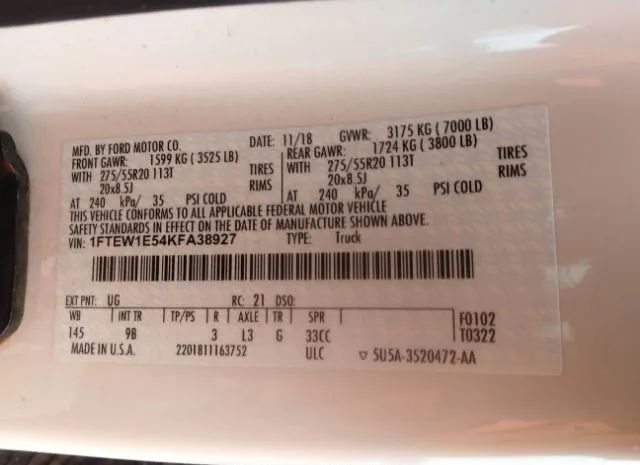 MFD. BY FORD MOTOR CO. DATE: 11/18 GVWR: 3175 KG ( 7000 LB)
FRONT GAWR: 1599 KG ( 3525 LB) REAR GAWR: 1724 KG ( 3800 LB)
WITH 275/55R20 113T TIRES WITH 275/55R20 113T TIRES
20x8.5J RIMS 20x8.5J RIMS
AT 240 kPa/ 35 PSI COLD AT 240 kPa/ 35 PSI COLD
THIS VEHICLE CONFORMS TO ALL APPLICABLE FEDERAL MOTOR VEHICLE
SAFETY STANDARDS IN EFFECT ON THE DATE OF MANUFACTURE SHOWN ABOVE.
VIN: 1FTEW1E54KFA38927 TYPE: Truck
EXT PNT: UG RC: 21 DSO:
WB INT TR TP/PS R AXLE TR SPR F0102
145 9B 3 L3 G 33CC T0322
MADE IN U.S.A. 2201811163752 ULC ▽ 5U5A-3520472-AA